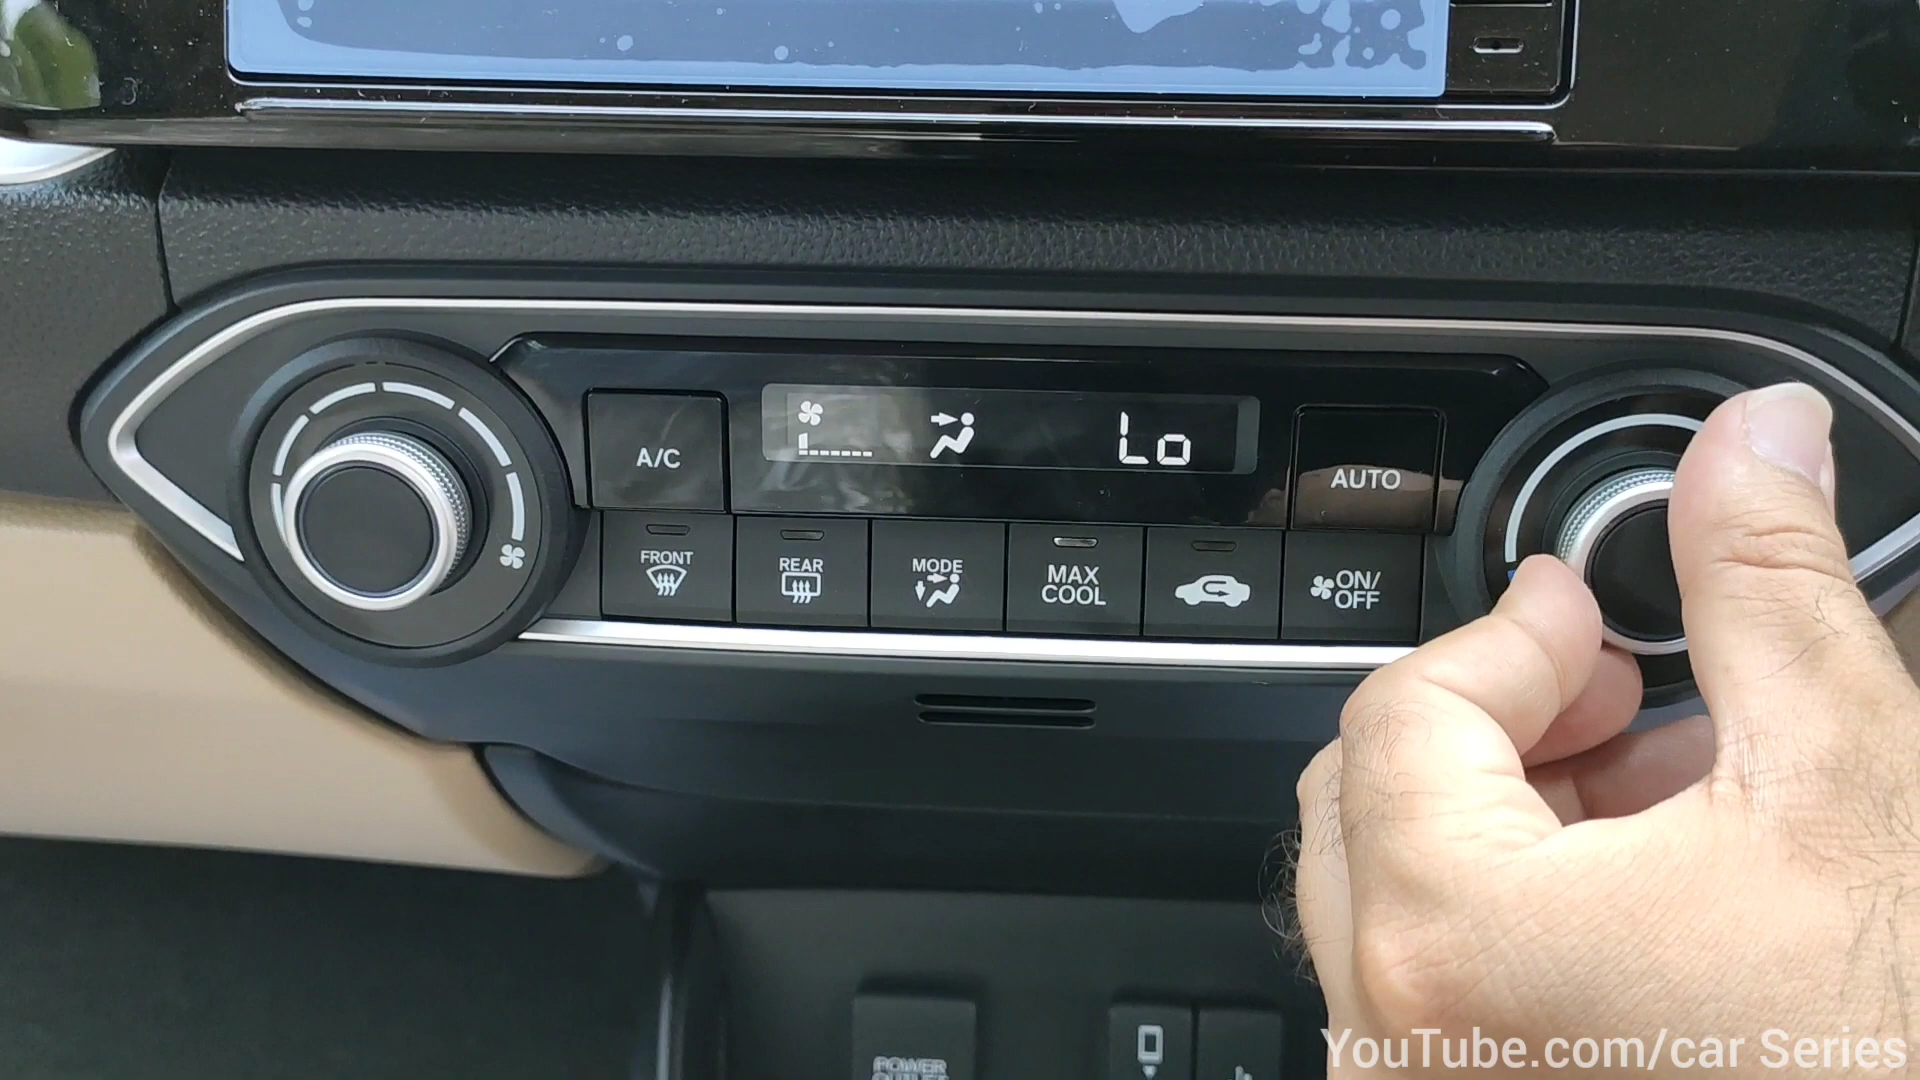 Lo
A/C
AUTO
FRONT
REAR
MODE
MAX
COOL
ON/
OFF
POWER
YouTube.com/car Series